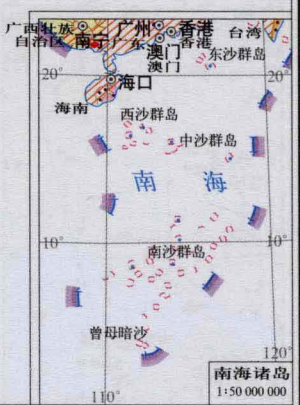 广西壮族
自治区
南宁
广州
广东
香港
香港
澳门
澳门
台湾
东沙群岛
20°
20°
海口
海南
西沙群岛
中沙群岛
南海
10°
10°
南沙群岛
曾母暗沙
110°
120°
南海诸岛
1:50 000 000